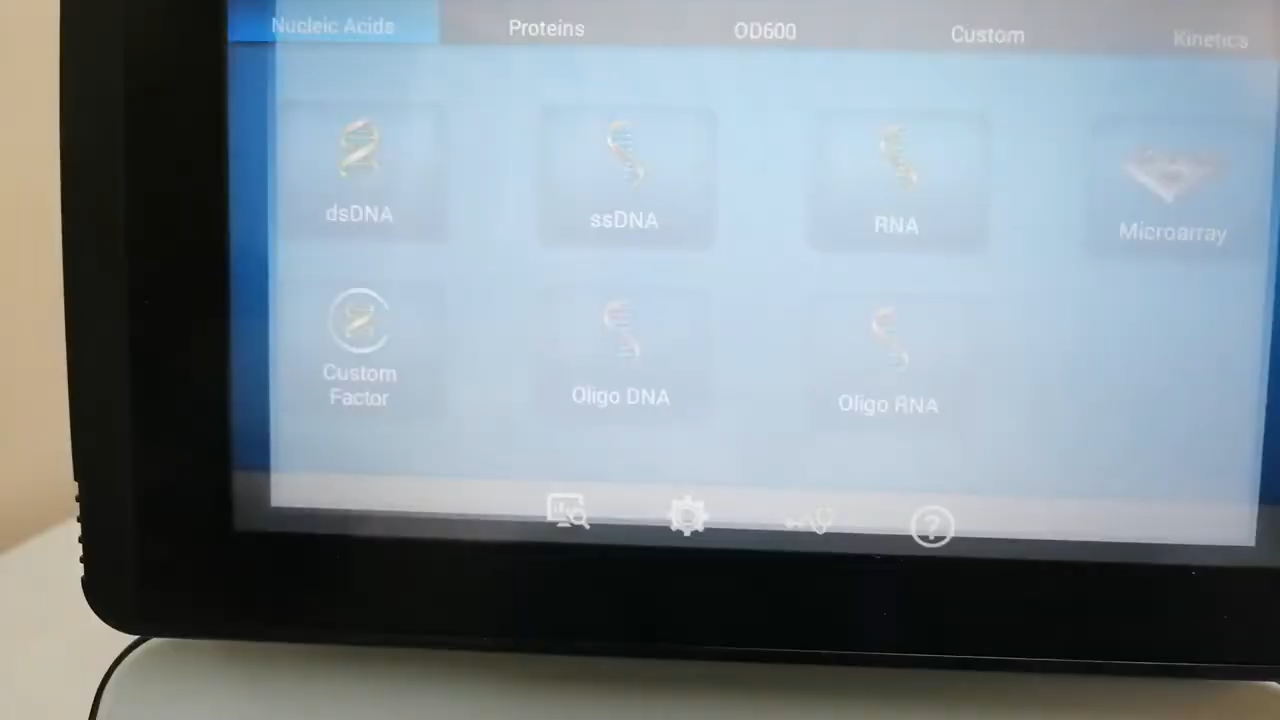 Nucleic Acids
Proteins
OD600
Custom
Kinetics
dsDNA
ssDNA
RNA
Microarray
Custom
Factor
Oligo DNA
Oligo RNA
?